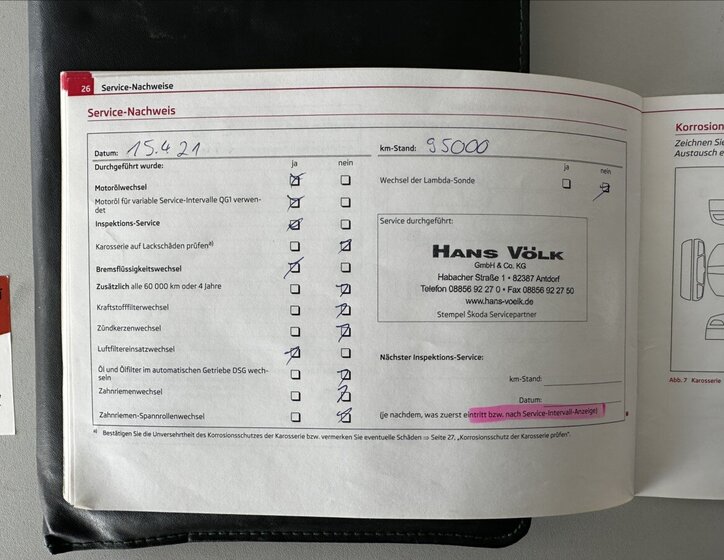 26 Service-Nachweise
Service-Nachweis
Datum: 15.4 21
km-Stand: 95000
Durchgeführt wurde: ja nein
Motorölwechsel
Motoröl für variable Service-Intervalle QG1 verwen-
det
Inspektions-Service
Karosserie auf Lackschäden prüfen a)
Bremsflüssigkeitswechsel
Zusätzlich alle 60 000 km oder 4 Jahre
Kraftstofffilterwechsel
Zündkerzenwechsel
Luftfiltereinsatzwechsel
Öl und Ölfilter im automatischen Getriebe DSG wech-
seln
Zahnriemenwechsel
Zahnriemen-Spannrollenwechsel
ja nein
Wechsel der Lambda-Sonde
Service durchgeführt:
HANS VÖLK
GmbH & Co. KG
Habacher Straße 1 • 82387 Antdorf
Telefon 08856 92 27 0 • Fax 08856 92 27 50
www.hans-voelk.de
Stempel Škoda Servicepartner
Nächster Inspektions-Service:
km-Stand:
Datum:
(je nachdem, was zuerst eintritt bzw. nach Service-Intervall-Anzeige)
a) Bestätigen Sie die Unversehrtheit des Korrosionsschutzes der Karosserie bzw. vermerken Sie eventuelle Schäden ⇒ Seite 27, „Korrosionsschutz der Karosserie prüfen“.
Korrosion
Zeichnen Sie
Austausch e
Abb. 7 Karosserie